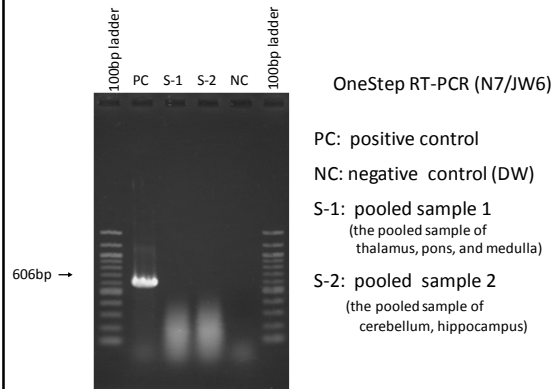 100bp ladder PC S-1 S-2 NC 100bp ladder
OneStep RT-PCR (N7/JW6)
PC: positive control
NC: negative control (DW)
S-1: pooled sample 1
(the pooled sample of
thalamus, pons, and medulla)
606bp →
S-2: pooled sample 2
(the pooled sample of
cerebellum, hippocampus)